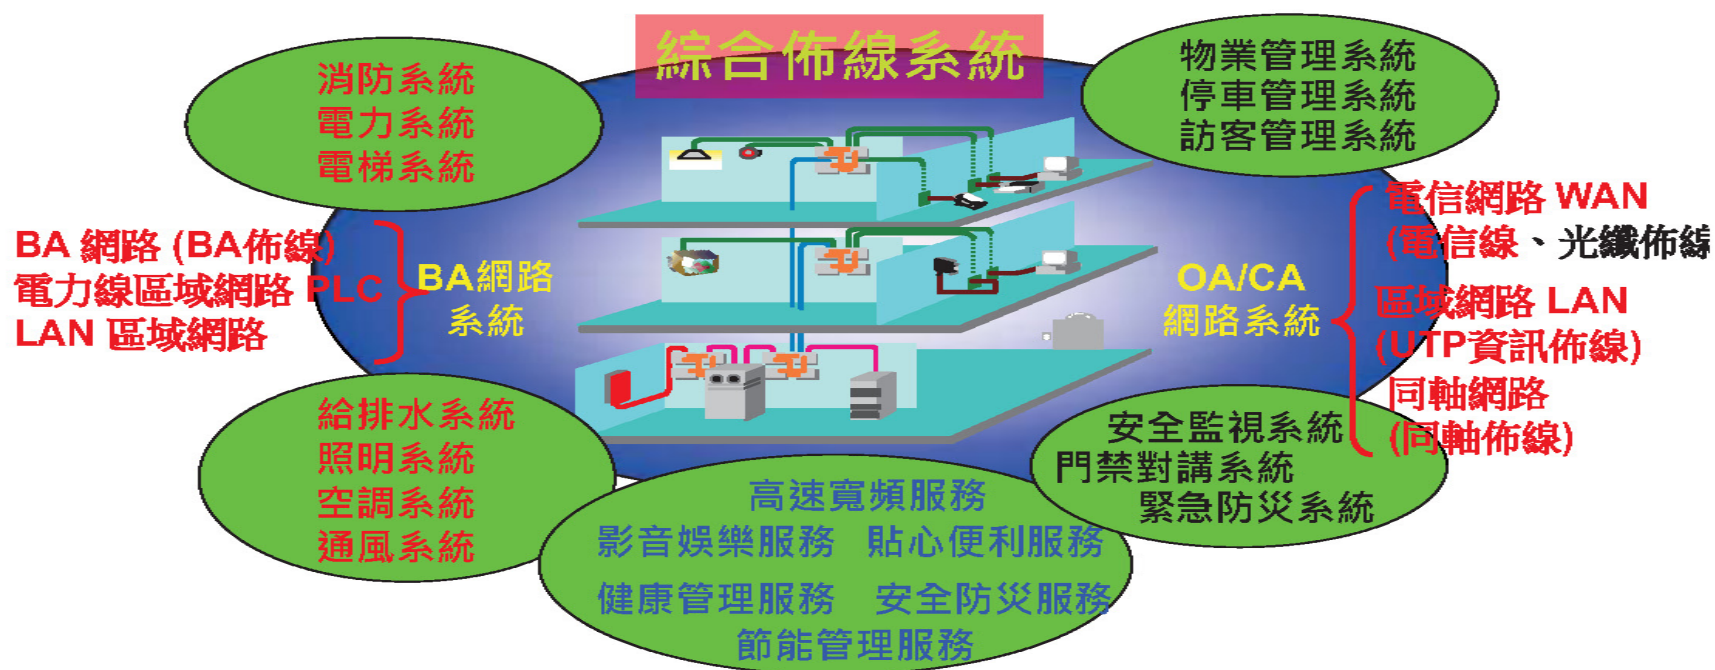 綜合佈線系統
消防系統
電力系統
電梯系統
物業管理系統
停車管理系統
訪客管理系統
BA 網路 (BA佈線)
電力線區域網路 PLC
LAN 區域網路
BA網路
系統
OA/CA
網路系統
電信網路 WAN
(電信線、光纖佈線
區域網路 LAN
(UTP資訊佈線)
同軸網路
(同軸佈線)
給排水系統
照明系統
空調系統
通風系統
安全監視系統
門禁對講系統
緊急防災系統
高速寬頻服務
影音娛樂服務 貼心便利服務
健康管理服務 安全防災服務
節能管理服務